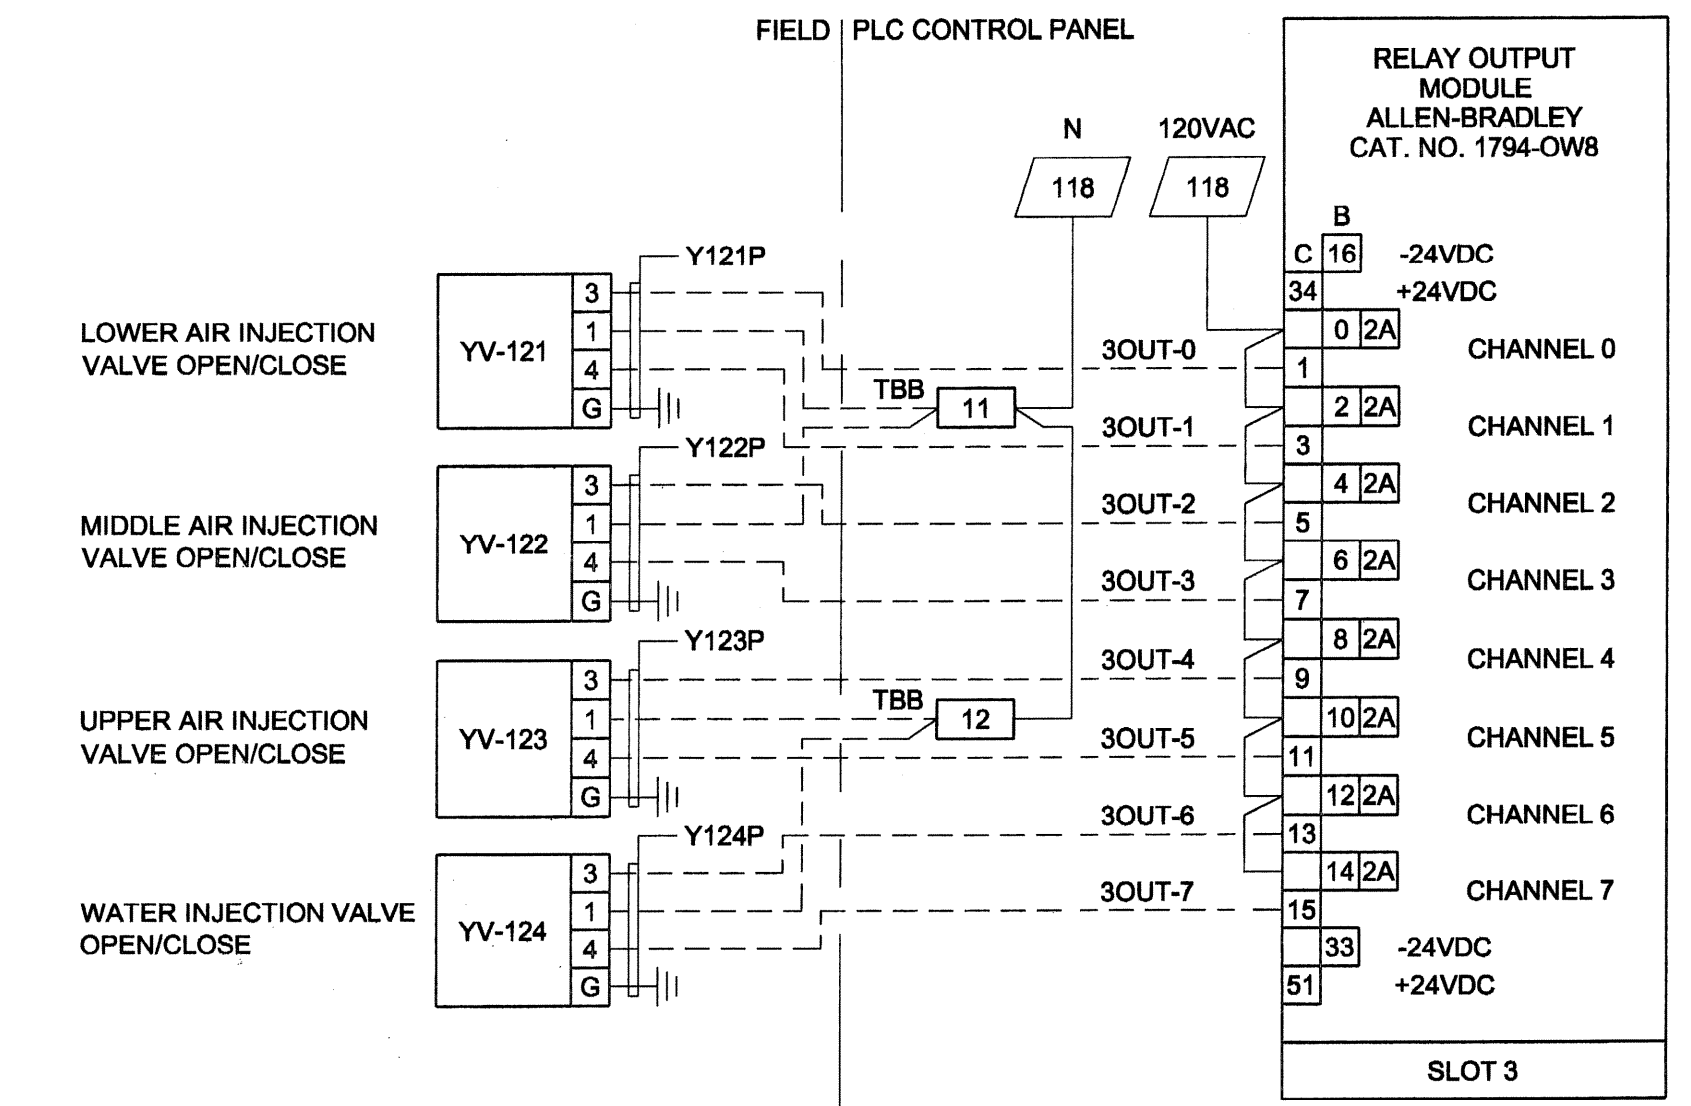 FIELD PLC CONTROL PANEL
RELAY OUTPUT
MODULE
ALLEN-BRADLEY
CAT. NO. 1794-OW8
N 120VAC
118 118
B
C 16 -24VDC
34 +24VDC
0 2A
1 CHANNEL 0
2 2A
3 CHANNEL 1
4 2A
5 CHANNEL 2
6 2A
7 CHANNEL 3
8 2A
9 CHANNEL 4
10 2A
11 CHANNEL 5
12 2A
13 CHANNEL 6
14 2A
15 CHANNEL 7
33 -24VDC
51 +24VDC
SLOT 3
3OUT-0
3OUT-1
3OUT-2
3OUT-3
3OUT-4
3OUT-5
3OUT-6
3OUT-7
TBB
11
TBB
12
LOWER AIR INJECTION
VALVE OPEN/CLOSE
YV-121
3
1
4
G
Y121P
MIDDLE AIR INJECTION
VALVE OPEN/CLOSE
YV-122
3
1
4
G
Y122P
UPPER AIR INJECTION
VALVE OPEN/CLOSE
YV-123
3
1
4
G
Y123P
WATER INJECTION VALVE
OPEN/CLOSE
YV-124
3
1
4
G
Y124P